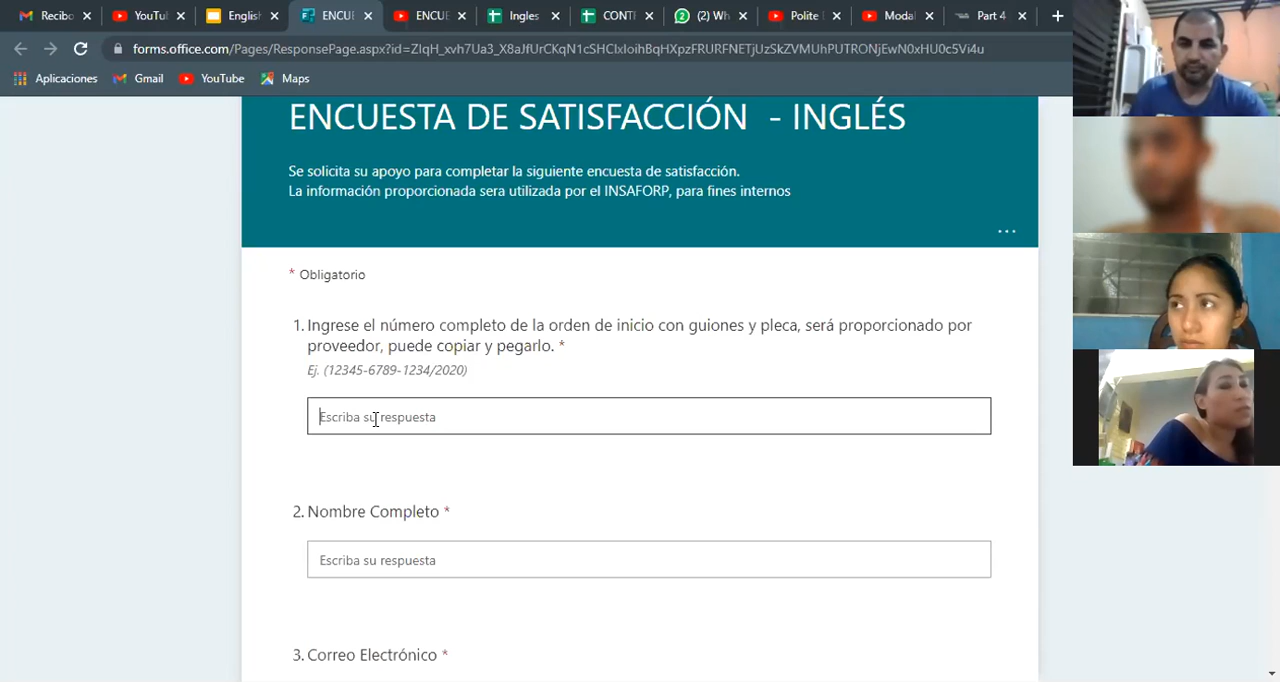 Recibo
YouTu
English
ENCUE
ENCUE
Ingles
CONTI
(2) Wh
Polite
Modal
Part 4
forms.office.com/Pages/ResponsePage.aspx?id=ZIqH_xvh7Ua3_X8aJfUrCKqN1cSHCIxIoihBqHXpzFRURFNETjUzSkZVMUhPUTRONjEwN0xHU0c5Vi4u
Aplicaciones
Gmail
YouTube
Maps
ENCUESTA DE SATISFACCIÓN - INGLÉS
Se solicita su apoyo para completar la siguiente encuesta de satisfacción.
La información proporcionada sera utilizada por el INSAFORP, para fines internos
* Obligatorio
1. Ingrese el número completo de la orden de inicio con guiones y pleca, será proporcionado por
proveedor, puede copiar y pegarlo. *
Ej. (12345-6789-1234/2020)
Escriba su respuesta
2. Nombre Completo *
Escriba su respuesta
3. Correo Electrónico *